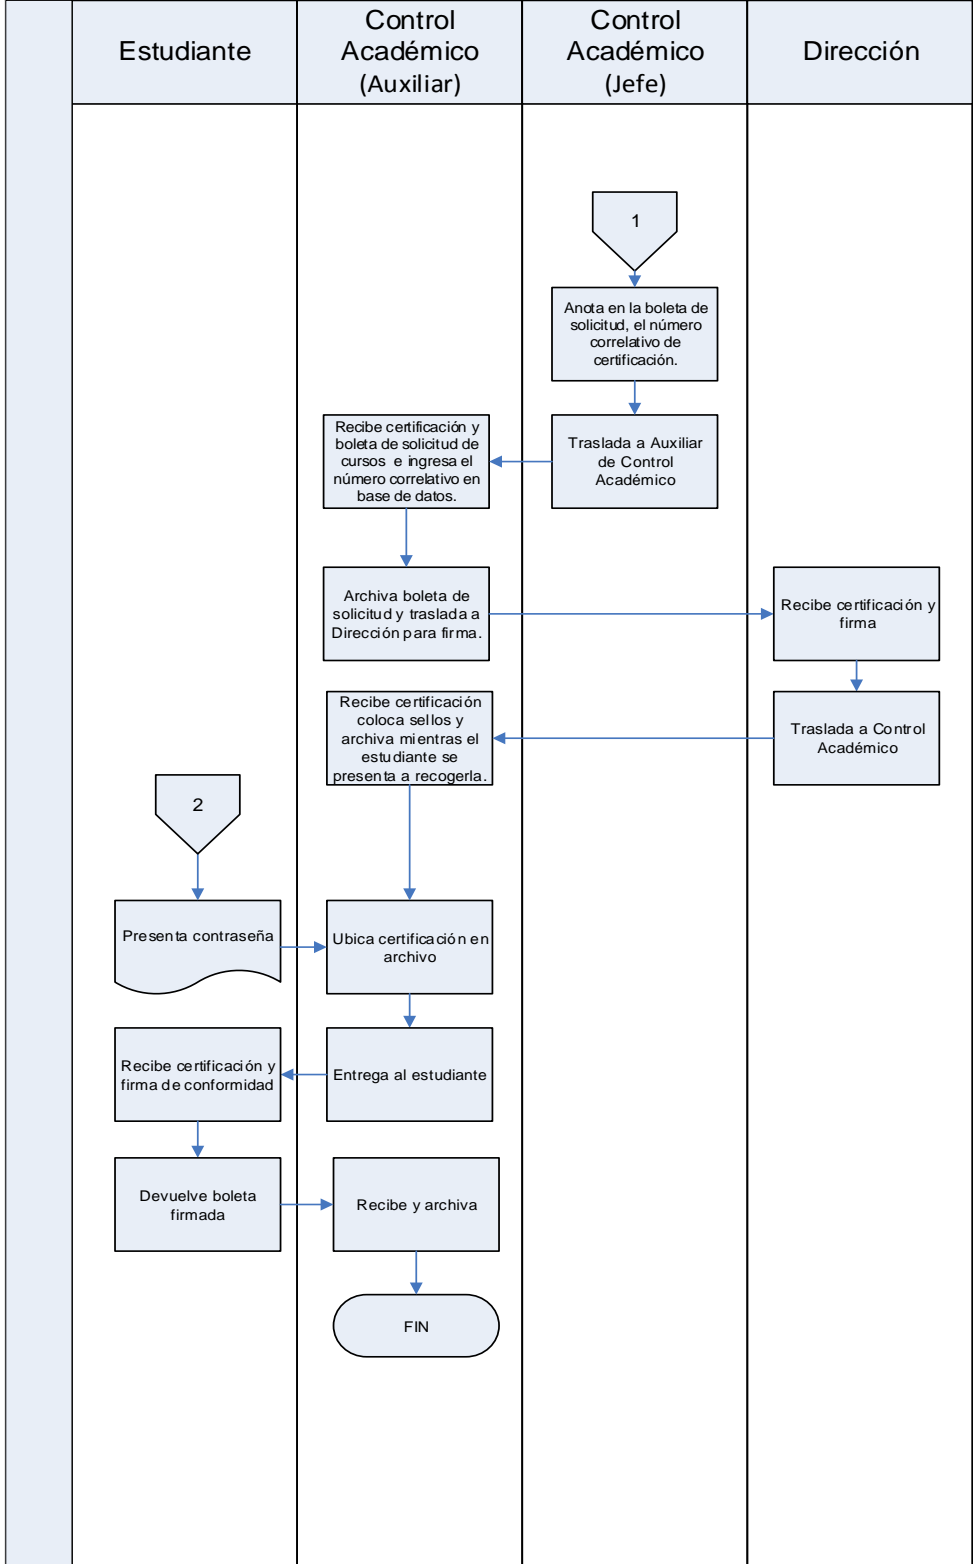 Estudiante
Control
Académico
(Auxiliar)
Control
Académico
(Jefe)
Dirección
1
Anota en la boleta de
solicitud, el número
correlativo de
certificación.
Recibe certificación y
boleta de solicitud de
cursos e ingresa el
número correlativo en
base de datos.
Traslada a Auxiliar
de Control
Académico
Archiva boleta de
solicitud y traslada a
Dirección para firma.
Recibe certificación y
firma
Recibe certificación
coloca sellos y
archiva mientras el
estudiante se
presenta a recogerla.
Traslada a Control
Académico
2
Presenta contraseña
Ubica certificación en
archivo
Recibe certificación y
firma de conformidad
Entrega al estudiante
Devuelve boleta
firmada
Recibe y archiva
FIN